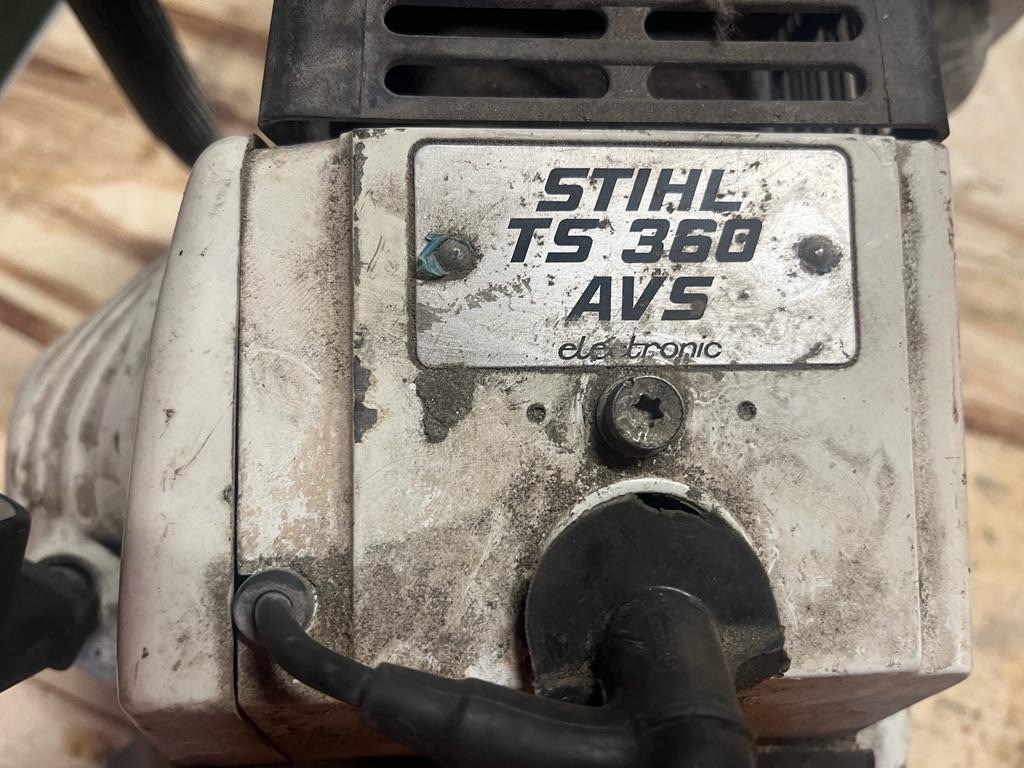 STIHL
TS 360
AVS
electronic